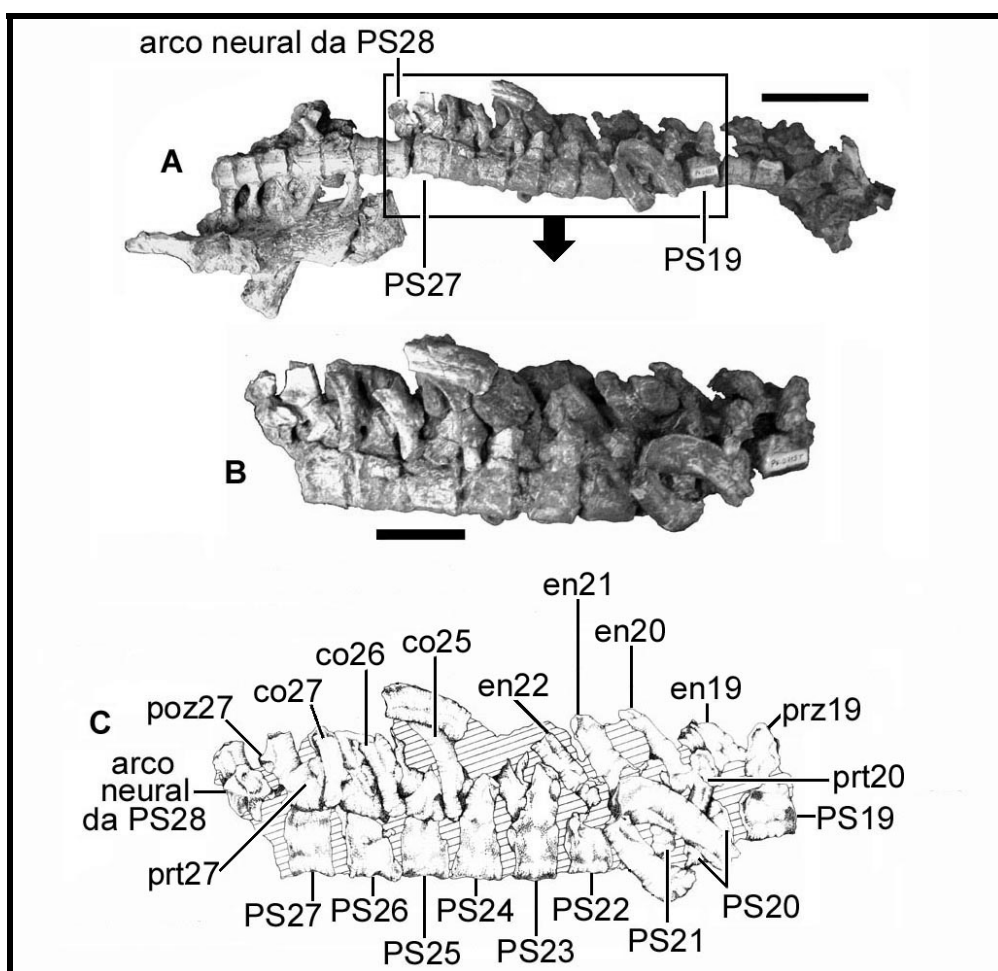 arco neural da PS28
A
PS27
PS19
B
en21
en20
co26
co25
co27
en22
en19
poz27
prz19
C
arco
neural
da PS28
prt20
PS19
prt27
PS27
PS26
PS25
PS24
PS23
PS22
PS21
PS20